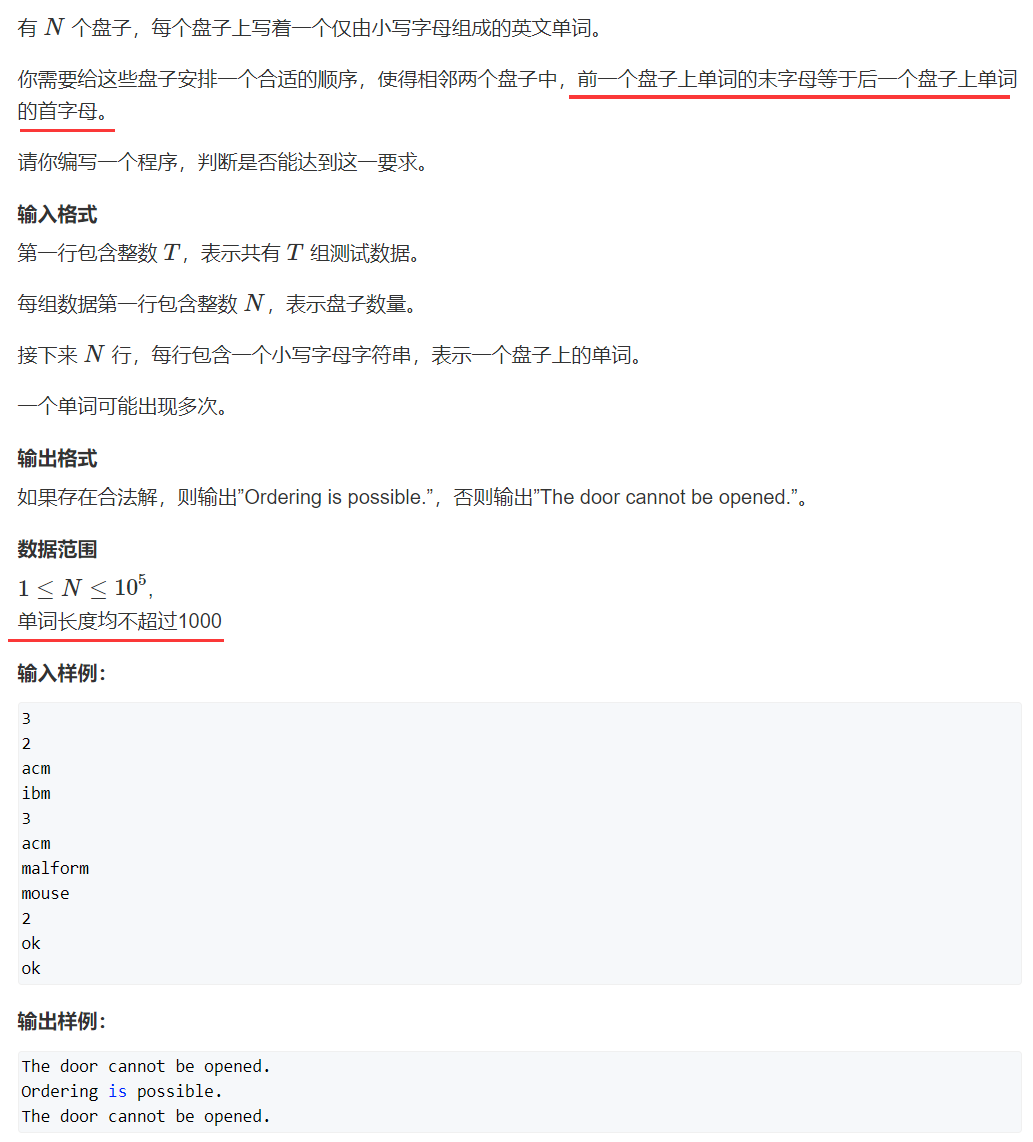 有 N 个盘子，每个盘子上写着一个仅由小写字母组成的英文单词。
你需要给这些盘子安排一个合适的顺序，使得相邻两个盘子中，前一个盘子上单词的末字母等于后一个盘子上单词
的首字母。
请你编写一个程序，判断是否能达到这一要求。
输入格式
第一行包含整数 T，表示共有 T 组测试数据。
每组数据第一行包含整数 N，表示盘子数量。
接下来 N 行，每行包含一个小写字母字符串，表示一个盘子上的单词。
一个单词可能出现多次。
输出格式
如果存在合法解，则输出”Ordering is possible.”，否则输出”The door cannot be opened.”。
数据范围
1 ≤ N ≤ 10⁵,
单词长度均不超过1000
输入样例：
3
2
acm
ibm
3
acm
malform
mouse
2
ok
ok
输出样例：
The door cannot be opened.
Ordering is possible.
The door cannot be opened.